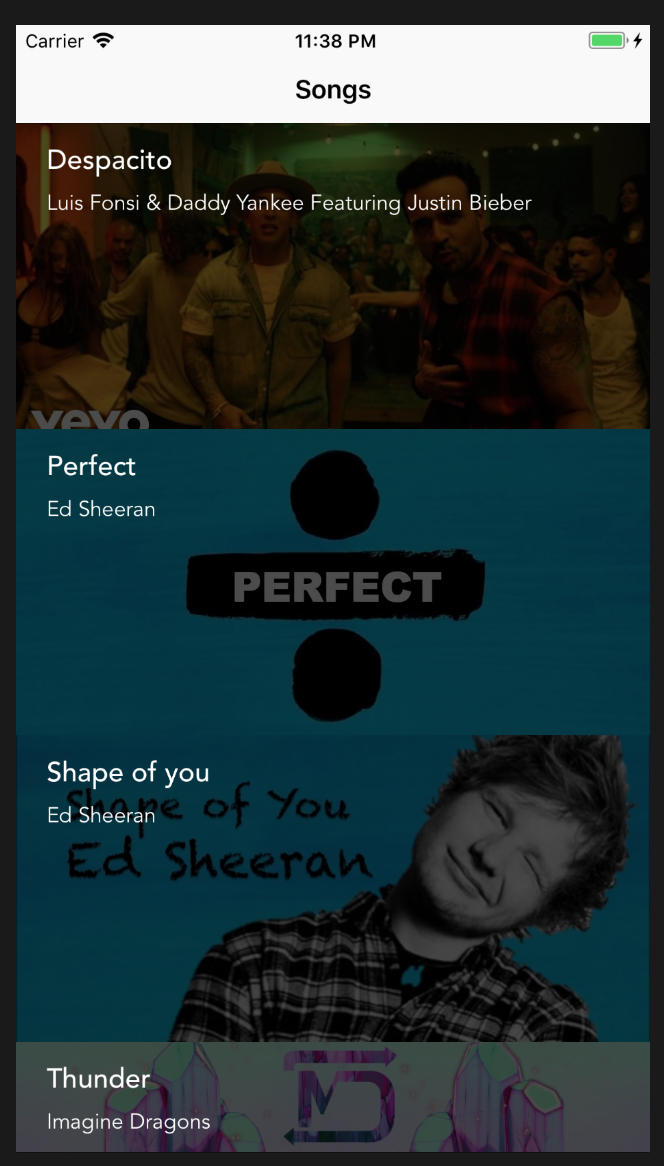 Carrier
11:38 PM
Songs
Despacito
Luis Fonsi & Daddy Yankee Featuring Justin Bieber
vevo
Perfect
Ed Sheeran
PERFECT
Shape of you
Ed Sheeran
Shape of You
Ed Sheeran
Thunder
Imagine Dragons